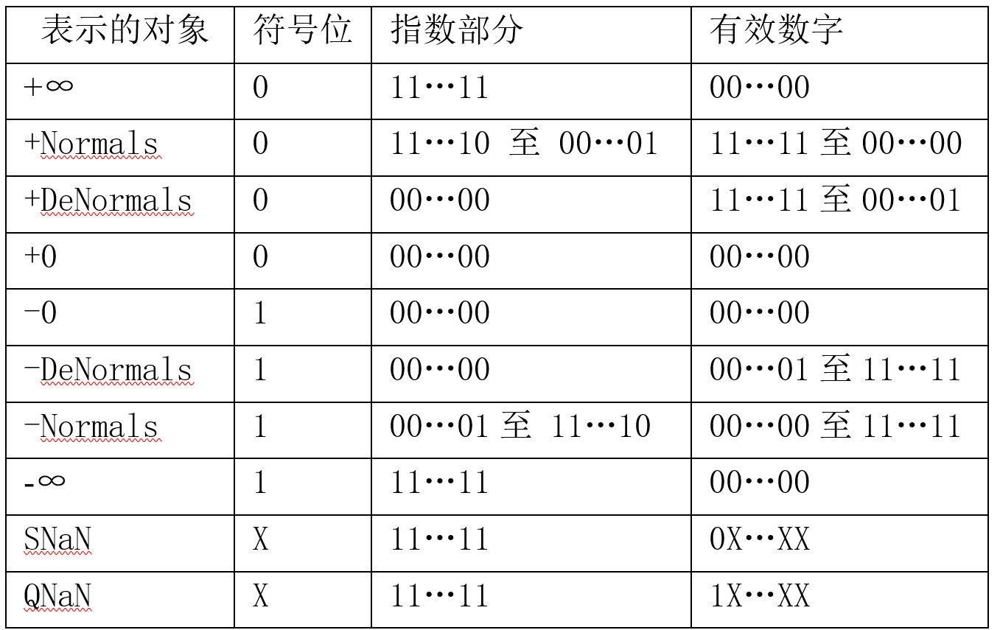 表示的对象 符号位 指数部分 有效数字
+∞ 0 11…11 00…00
+Normals 0 11…10 至 00…01 11…11 至 00…00
+DeNormals 0 00…00 11…11 至 00…01
+0 0 00…00 00…00
-0 1 00…00 00…00
-DeNormals 1 00…00 00…01 至 11…11
-Normals 1 00…01 至 11…10 00…00 至 11…11
-∞ 1 11…11 00…00
SNaN X 11…11 0X…XX
QNaN X 11…11 1X…XX